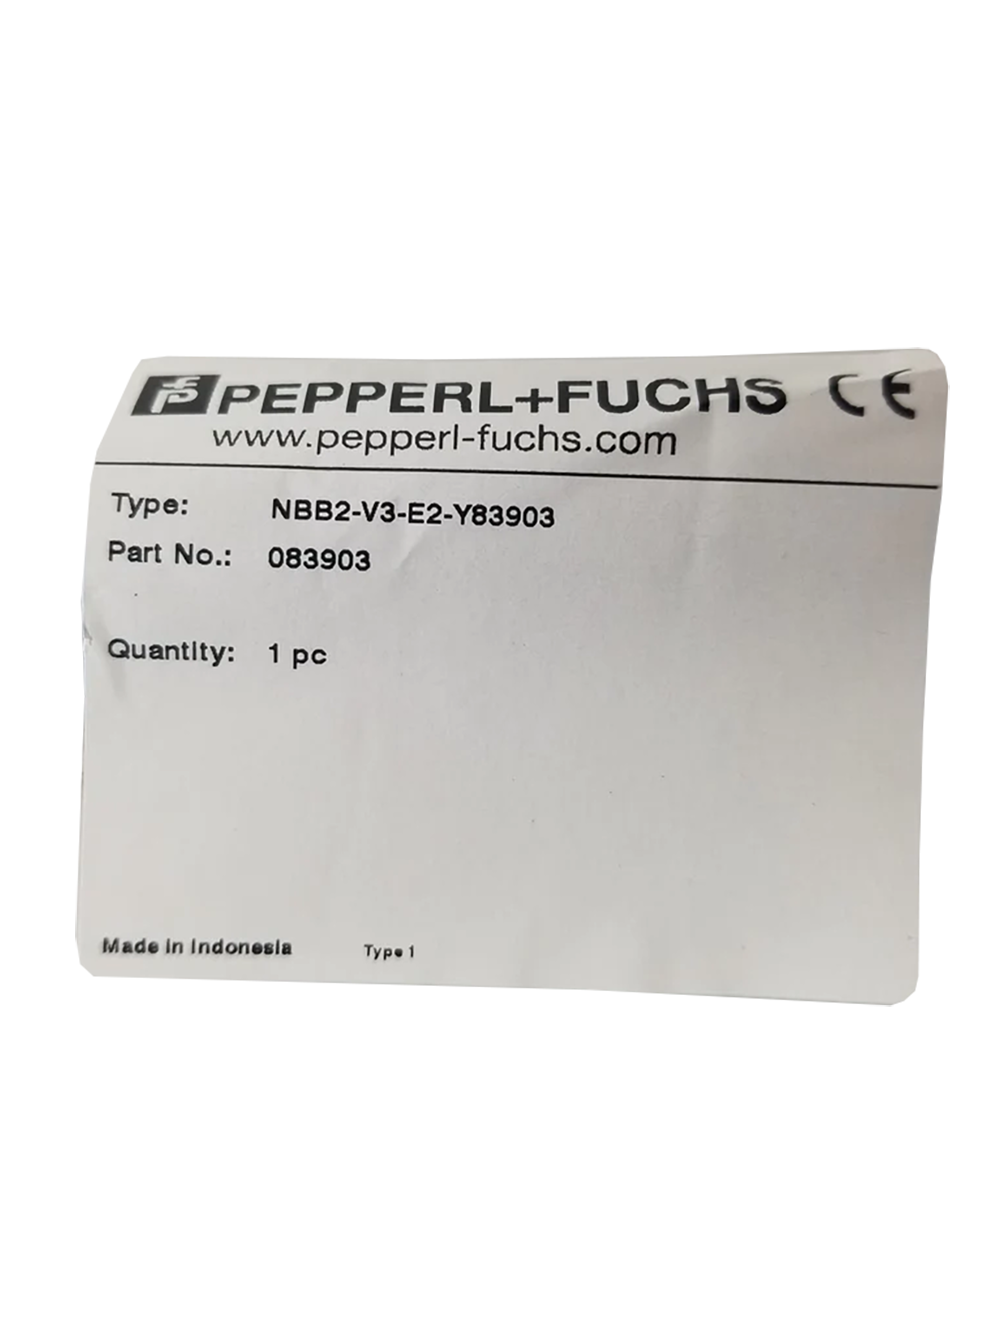 PEPPERL+FUCHS CE
www.pepperl-fuchs.com
Type: NBB2-V3-E2-Y83903
Part No.: 083903
Quantity: 1 pc
Made in Indonesia Type 1